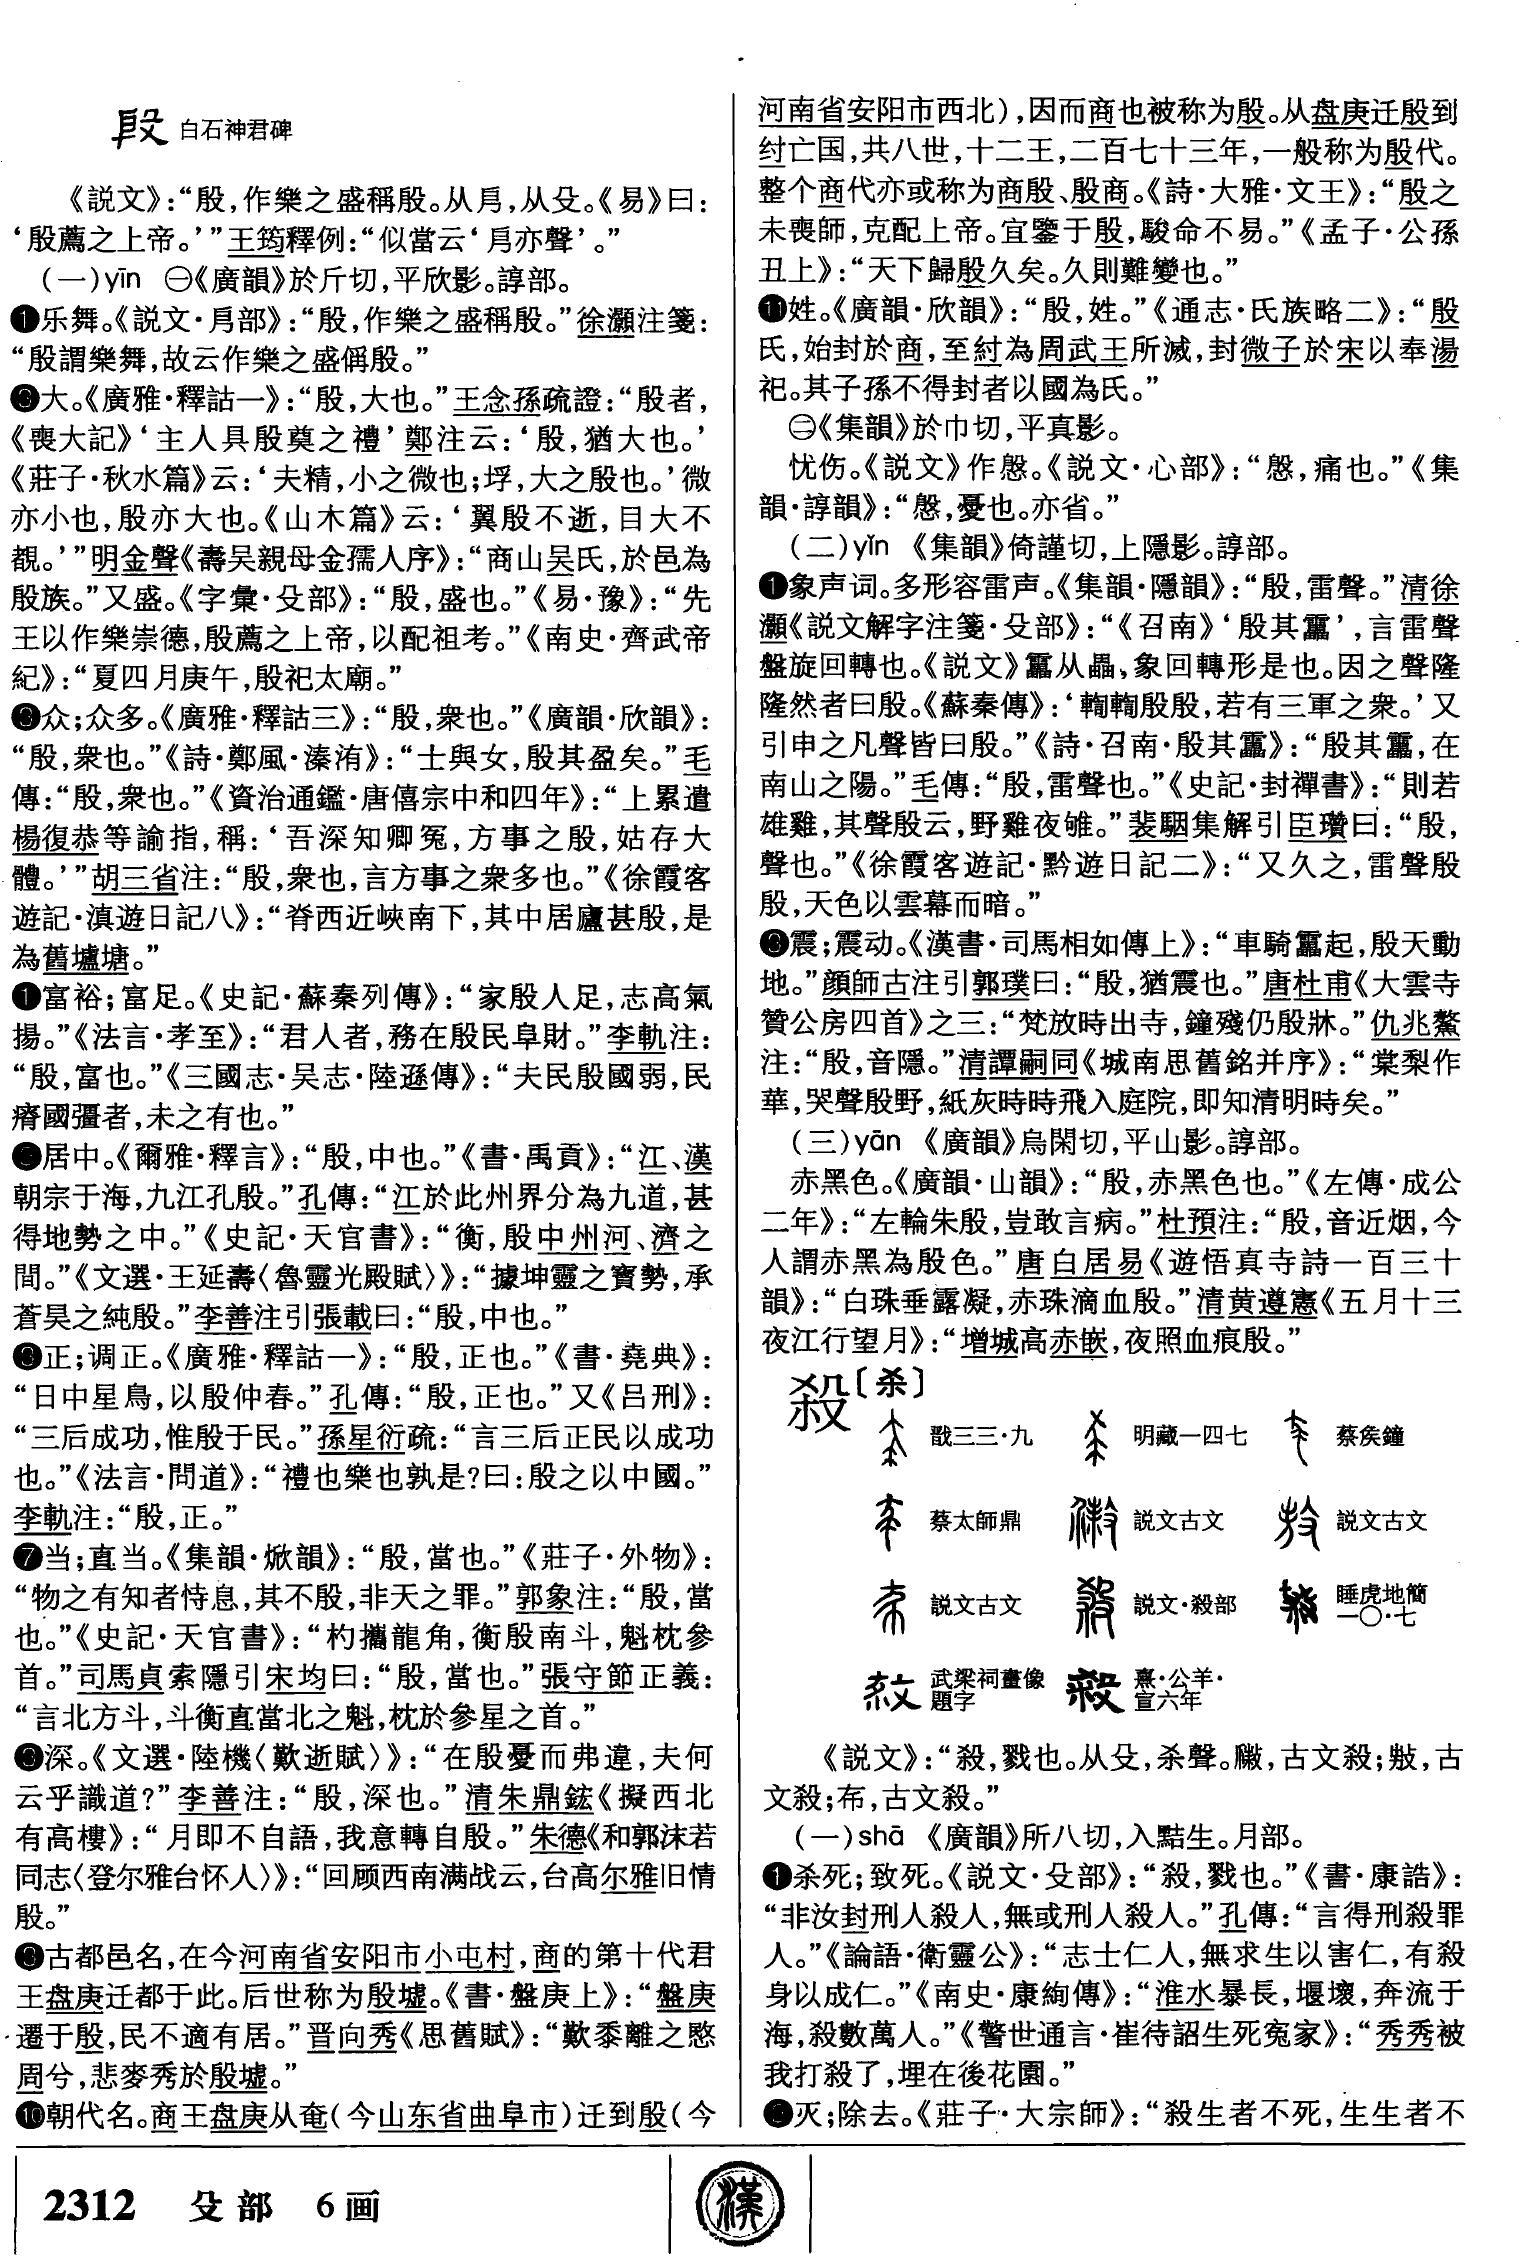 白石神君碑
《説文》：“殷，作樂之盛稱殷。从㐆，从殳。《易》曰：
‘殷薦之上帝。’”王筠釋例：“似當云‘㐆亦聲’。”
（一）yīn ㊀《廣韻》於斤切，平欣影。諄部。
❶乐舞。《説文·㐆部》：“殷，作樂之盛稱殷。”徐灝注箋：
“殷謂樂舞，故云作樂之盛偁殷。”
大。《廣雅·釋詁一》：“殷，大也。”王念孫疏證：“殷者，
《喪大記》‘主人具殷奠之禮’鄭注云：‘殷，猶大也。’
《莊子·秋水篇》云：‘夫精，小之微也；垺，大之殷也。’微
亦小也，殷亦大也。《山木篇》云：‘翼殷不逝，目大不
覩。’”明金聲《壽吴親母金孺人序》：“商山吴氏，於邑為
殷族。”又盛。《字彙·殳部》：“殷，盛也。”《易·豫》：“先
王以作樂崇德，殷薦之上帝，以配祖考。”《南史·齊武帝
紀》：“夏四月庚午，殷祀太廟。”
❸众；众多。《廣雅·釋詁三》：“殷，衆也。”《廣韻·欣韻》：
“殷，衆也。”《詩·鄭風·溱洧》：“士與女，殷其盈矣。”毛
傳：“殷，衆也。”《資治通鑑·唐僖宗中和四年》：“上累遣
楊復恭等諭指，稱：‘吾深知卿冤，方事之殷，姑存大
體。’”胡三省注：“殷，衆也，言方事之衆多也。”《徐霞客
遊記·滇遊日記八》：“脊西近峽南下，其中居廬甚殷，是
為舊壚塘。”
富裕；富足。《史記·蘇秦列傳》：“家殷人足，志高氣
揚。”《法言·孝至》：“君人者，務在殷民阜財。”李軌注：
“殷，富也。”《三國志·吴志·陸遜傳》：“夫民殷國弱，民
瘠國彊者，未之有也。”
居中。《爾雅·釋言》：“殷，中也。”《書·禹貢》：“江、漢
朝宗于海，九江孔殷。”孔傳：“江於此州界分為九道，甚
得地勢之中。”《史記·天官書》：“衡，殷中州河、濟之
間。”《文選·王延壽〈魯靈光殿賦〉》：“據坤靈之寶勢，承
蒼昊之純殷。”李善注引張載曰：“殷，中也。”
正；调正。《廣雅·釋詁一》：“殷，正也。”《書·堯典》：
“日中星鳥，以殷仲春。”孔傳：“殷，正也。”又《吕刑》：
“三后成功，惟殷于民。”孫星衍疏：“言三后正民以成功
也。”《法言·問道》：“禮也樂也孰是？曰：殷之以中國。”
李軌注：“殷，正。”
❼当；直当。《集韻·焮韻》：“殷，當也。”《莊子·外物》：
“物之有知者恃息，其不殷，非天之罪。”郭象注：“殷，當
也。”《史記·天官書》：“杓攜龍角，衡殷南斗，魁枕參
首。”司馬貞索隱引宋均曰：“殷，當也。”張守節正義：
“言北方斗，斗衡直當北之魁，枕於參星之首。”
深。《文選·陸機〈歎逝賦〉》：“在殷憂而弗違，夫何
云乎識道？”李善注：“殷，深也。”清朱鼎鋐《擬西北
有高樓》：“月即不自語，我意轉自殷。”朱德《和郭沫若
同志〈登尔雅台怀人〉》：“回顾西南满战云，台高尔雅旧情
殷。”
古都邑名，在今河南省安阳市小屯村，商的第十代君
王盘庚迁都于此。后世称为殷墟。《書·盤庚上》：“盤庚
遷于殷，民不適有居。”晋向秀《思舊賦》：“歎黍離之愍
周兮，悲麥秀於殷墟。”
❿朝代名。商王盘庚从奄（今山东省曲阜市）迁到殷（今
河南省安阳市西北），因而商也被称为殷。从盘庚迁殷到
纣亡国，共八世，十二王，二百七十三年，一般称为殷代。
整个商代亦或称为商殷、殷商。《詩·大雅·文王》：“殷之
未喪師，克配上帝。宜鑒于殷，駿命不易。”《孟子·公孫
丑上》：“天下歸殷久矣。久則難變也。”
⓫姓。《廣韻·欣韻》：“殷，姓。”《通志·氏族略二》：“殷
氏，始封於商，至紂為周武王所滅，封微子於宋以奉湯
祀。其子孫不得封者以國為氏。”
㊁《集韻》於巾切，平真影。
忧伤。《説文》作慇。《説文·心部》：“慇，痛也。”《集
韻·諄韻》：“慇，憂也。亦省。”
（二）yǐn 《集韻》倚謹切，上隱影。諄部。
❶象声词。多形容雷声。《集韻·隱韻》：“殷，雷聲。”清徐
灝《説文解字注箋·殳部》：“《召南》‘殷其靁’，言雷聲
盤旋回轉也。《説文》靁从畾，象回轉形是也。因之聲隆
隆然者曰殷。《蘇秦傳》：‘輷輷殷殷，若有三軍之衆。’又
引申之凡聲皆曰殷。”《詩·召南·殷其靁》：“殷其靁，在
南山之陽。”毛傳：“殷，雷聲也。”《史記·封禪書》：“則若
雄雞，其聲殷云，野雞夜雊。”裴駰集解引臣瓚曰：“殷，
聲也。”《徐霞客遊記·黔遊日記二》：“又久之，雷聲殷
殷，天色以雲幕而暗。”
震；震动。《漢書·司馬相如傳上》：“車騎靁起，殷天動
地。”顔師古注引郭璞曰：“殷，猶震也。”唐杜甫《大雲寺
贊公房四首》之三：“梵放時出寺，鐘殘仍殷牀。”仇兆鰲
注：“殷，音隱。”清譚嗣同《城南思舊銘并序》：“棠梨作
華，哭聲殷野，紙灰時時飛入庭院，即知清明時矣。”
（三）yān 《廣韻》烏閑切，平山影。諄部。
赤黑色。《廣韻·山韻》：“殷，赤黑色也。”《左傳·成公
二年》：“左輪朱殷，豈敢言病。”杜預注：“殷，音近烟，今
人謂赤黑為殷色。”唐白居易《遊悟真寺詩一百三十
韻》：“白珠垂露凝，赤珠滴血殷。”清黄遵憲《五月十三
夜江行望月》：“增城高赤嵌，夜照血痕殷。”
殺〔杀〕
戩三三·九 明藏一四七 蔡矦鐘
蔡太師鼎 説文古文 説文古文
説文古文 説文·殺部 睡虎地簡一〇·七
武梁祠畫像題字 熹·公羊·宣六年
《説文》：“殺，戮也。从殳，杀聲。，古文殺；，古
文殺；，古文殺。”
（一）shā 《廣韻》所八切，入黠生。月部。
❶杀死；致死。《説文·殳部》：“殺，戮也。”《書·康誥》：
“非汝封刑人殺人，無或刑人殺人。”孔傳：“言得刑殺罪
人。”《論語·衛靈公》：“志士仁人，無求生以害仁，有殺
身以成仁。”《南史·康絢傳》：“淮水暴長，堰壞，奔流于
海，殺數萬人。”《警世通言·崔待詔生死冤家》：“秀秀被
我打殺了，埋在後花園。”
灭；除去。《莊子·大宗師》：“殺生者不死，生生者不
2312 殳部 6画
漢